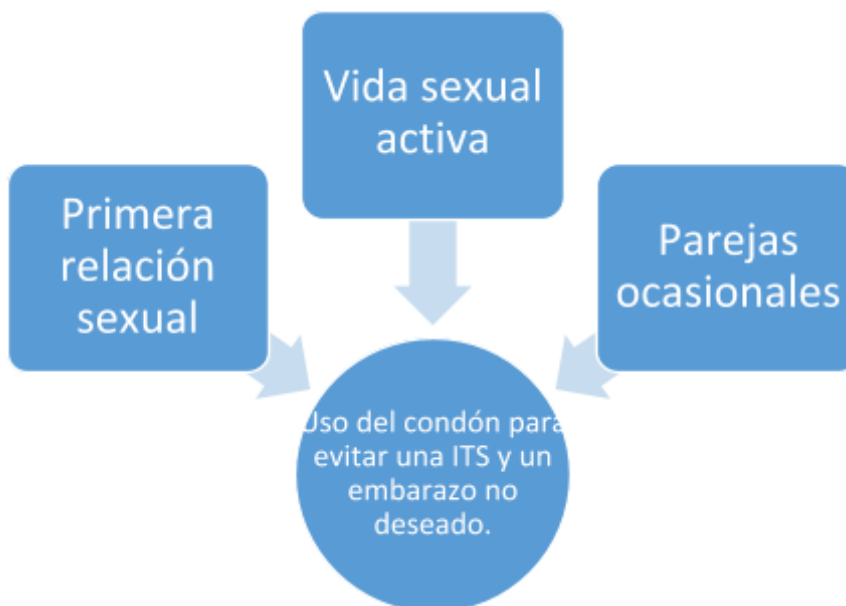 Vida sexual
activa
Primera
relación
sexual
Parejas
ocasionales
Uso del condón para
evitar una ITS y un
embarazo no
deseado.